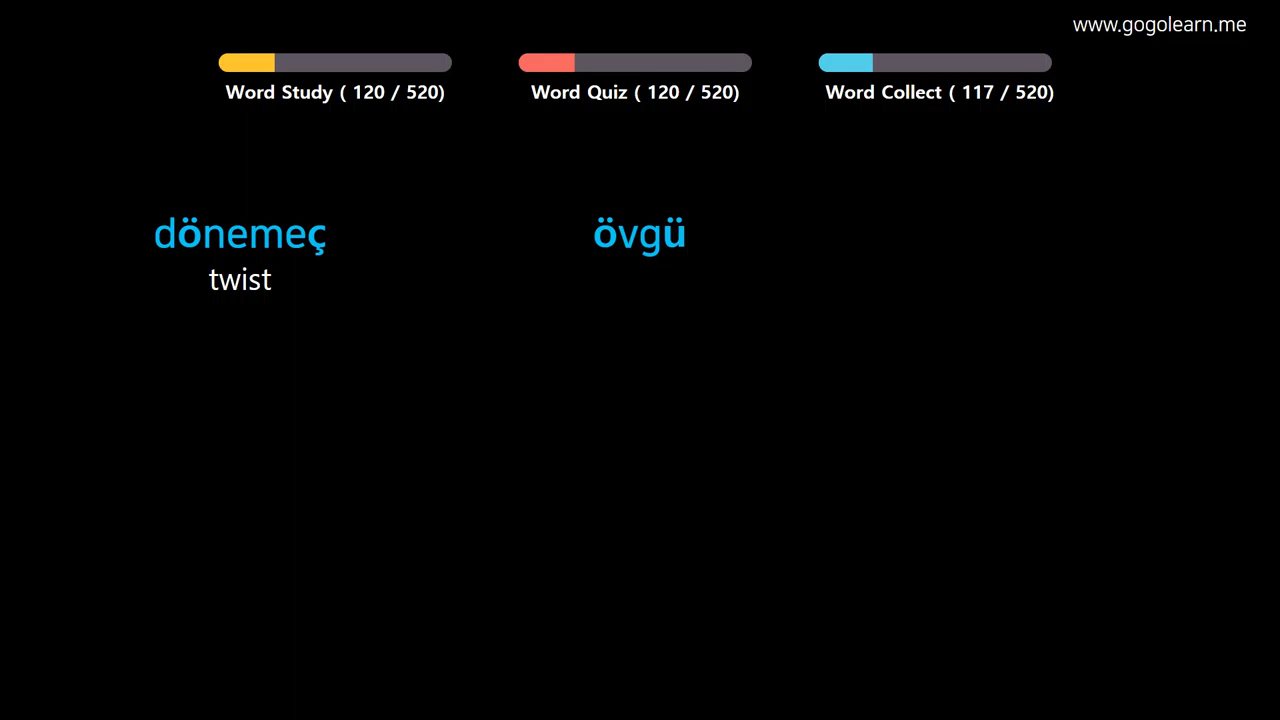 www.gogolearn.me
Word Study ( 120 / 520)
Word Quiz ( 120 / 520)
Word Collect ( 117 / 520)
dönemeç
twist
övgü